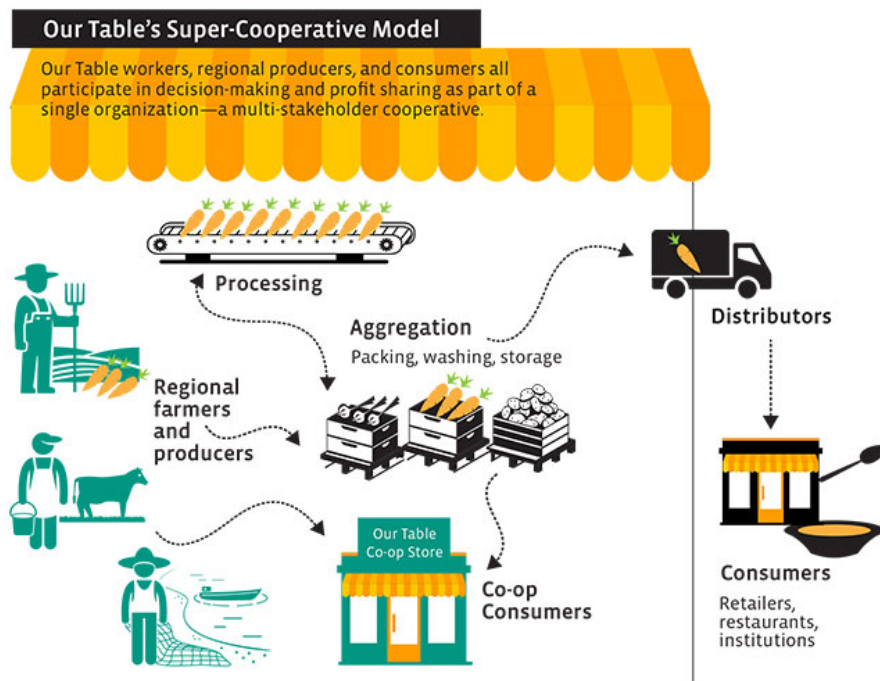 Our Table's Super-Cooperative Model
Our Table workers, regional producers, and consumers all
participate in decision-making and profit sharing as part of a
single organization—a multi-stakeholder cooperative.
Processing
Aggregation
Packing, washing, storage
Distributors
Regional
farmers
and
producers
Our Table
Co-op Store
Co-op
Consumers
Consumers
Retailers,
restaurants,
institutions